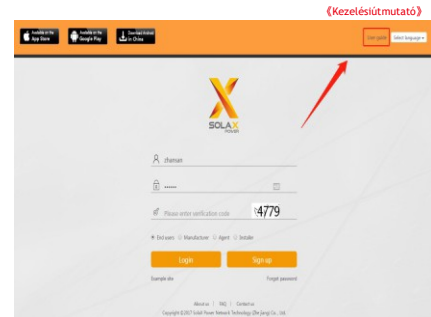 《Kezelésiútmutató》
Available on the App Store
Available on the Google Play
Download Android in China
User guide
Select language
SOLAX
POWER
zhaman
••••••
Please enter verification code
4779
End users Manufacturer Agent Installer
Login
Sign up
Example site
Forgot password
About us | FAQ | Contact us
Copyright ©2017 SolaX Power Network Technology (Zhe jiang) Co. , Ltd.